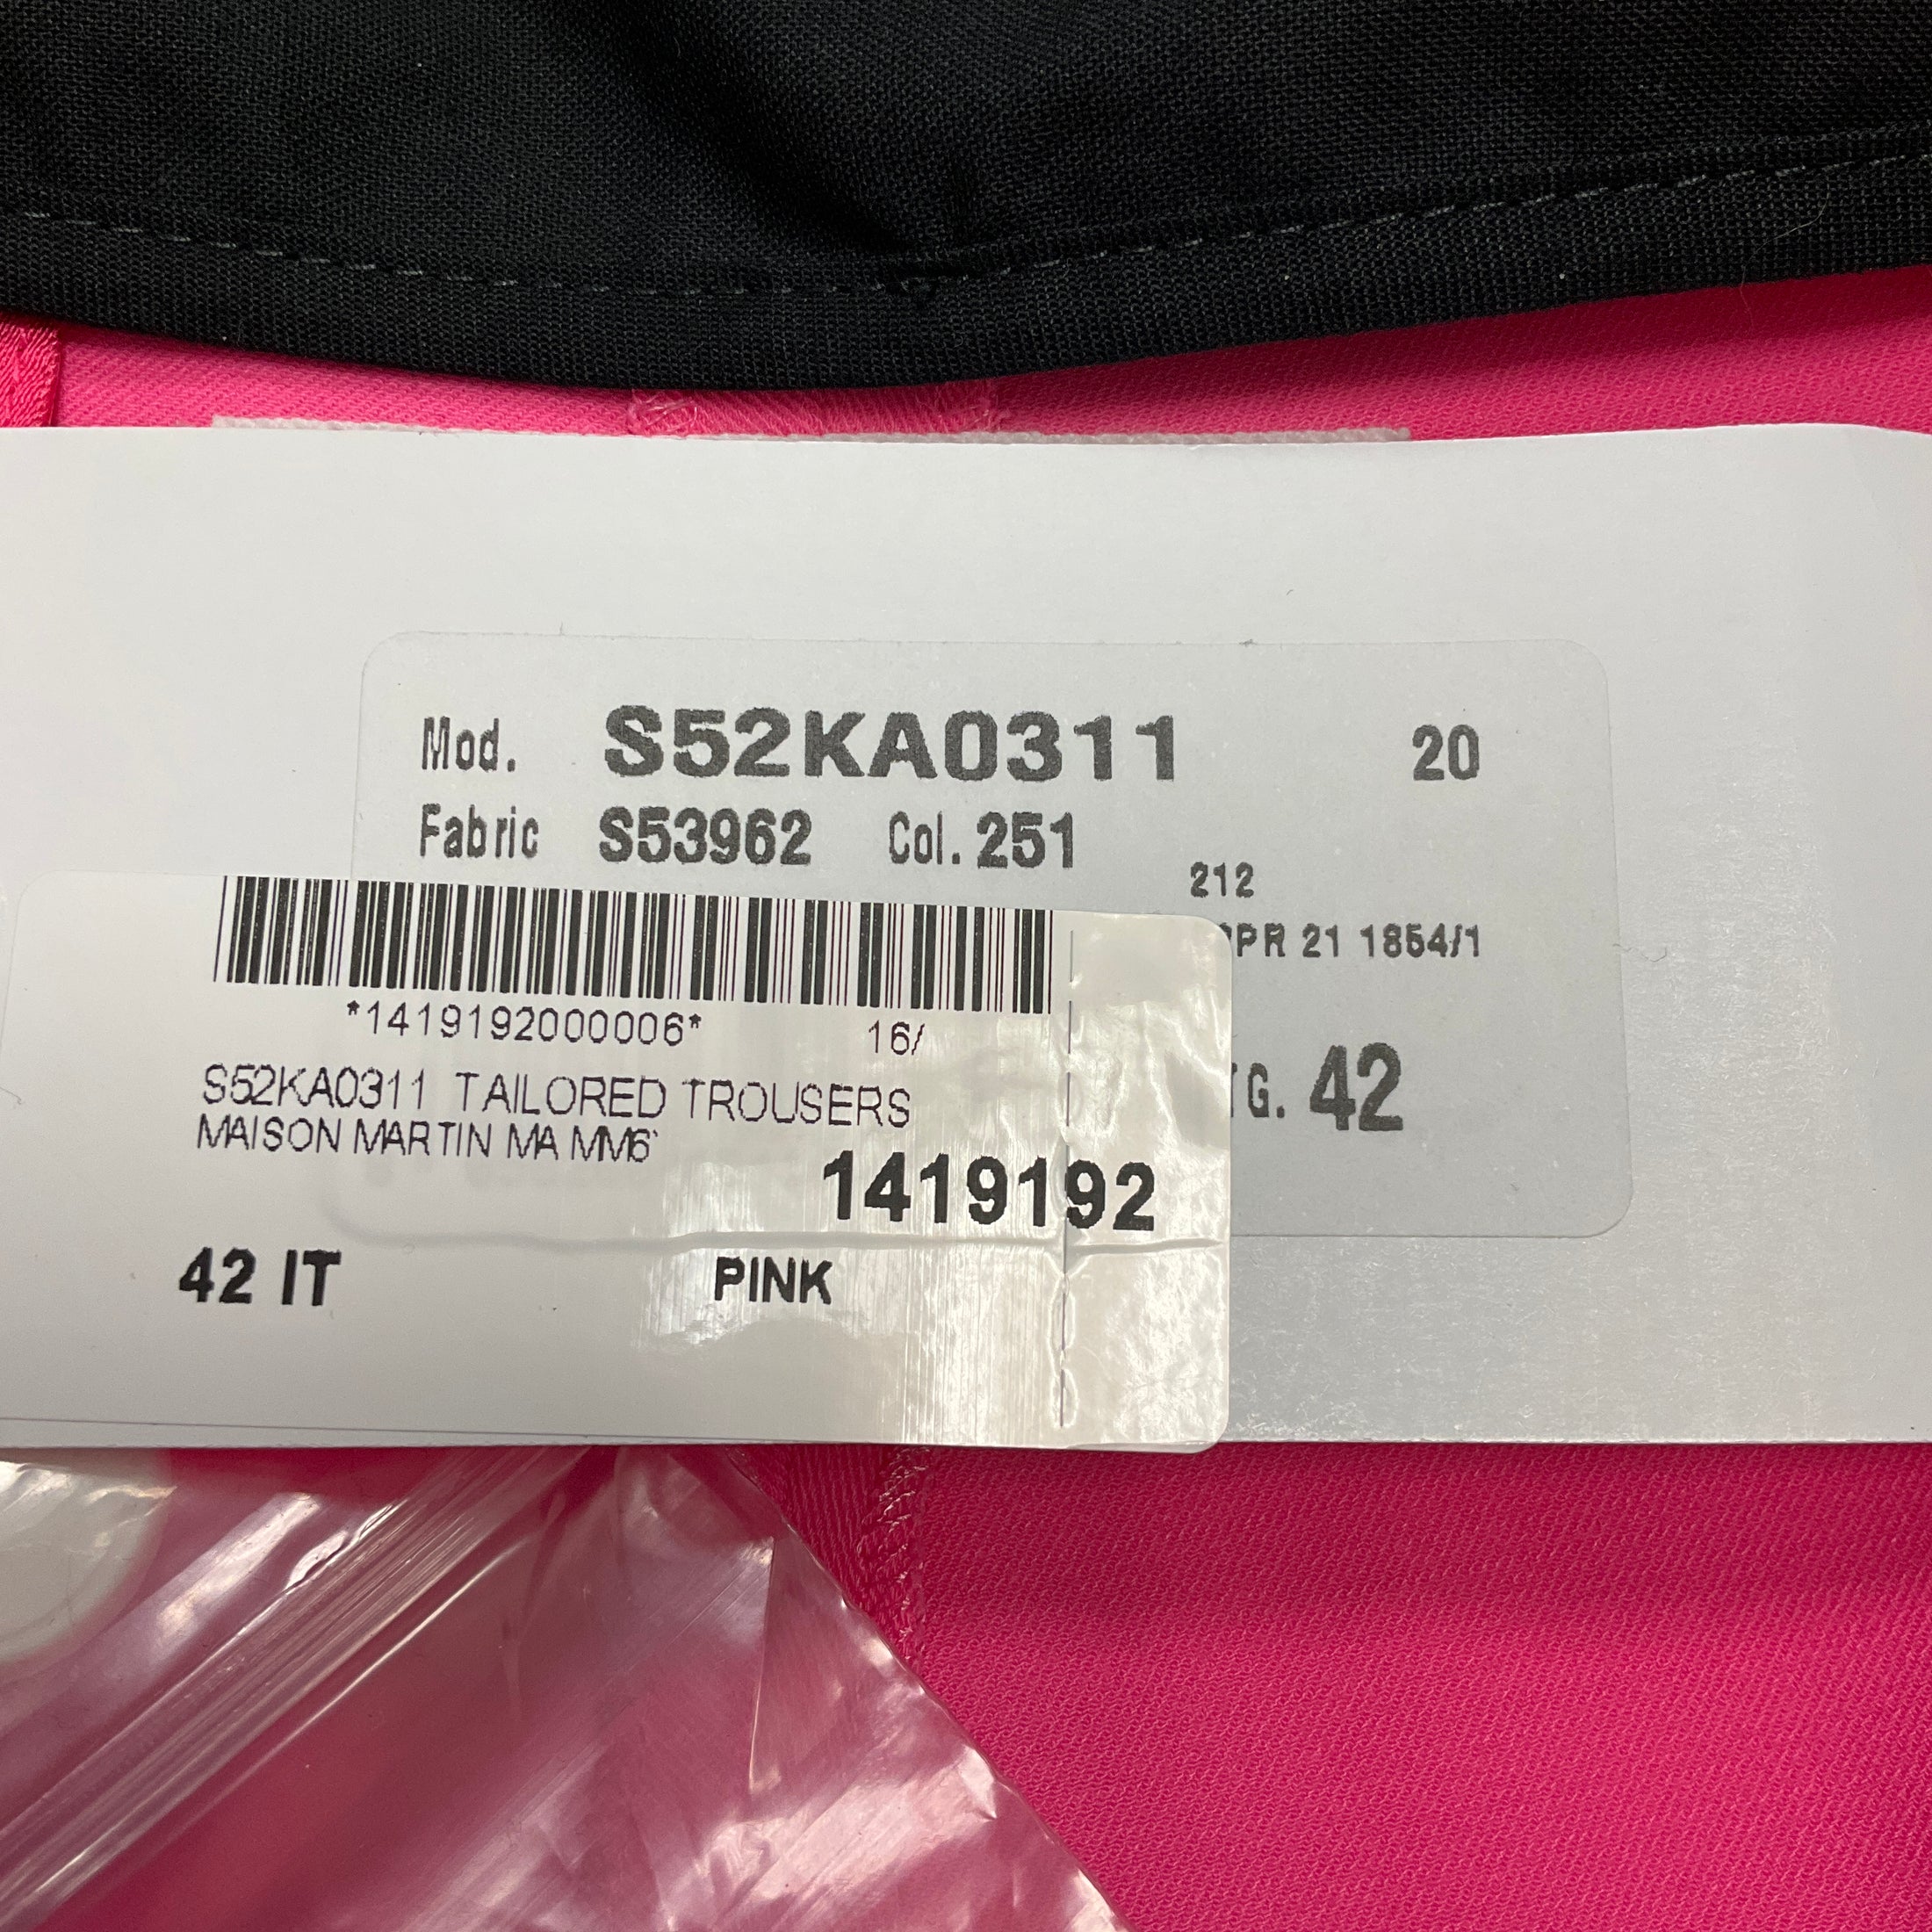 Mod. S52KA0311 20
Fabric S53962 Col. 251
212
PR 21 1854/1
G. 42
*1419192000006* 16/
S52KA0311 TAILORED TROUSERS
MAISON MARTIN MA MM6
1419192
42 IT PINK